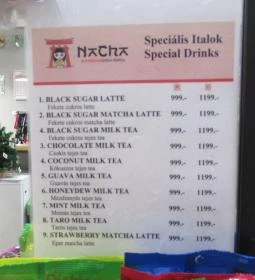 NaCha
Speciális Italok
Special Drinks
1. BLACK SUGAR LATTE 999,- 1199.-
Fekete cukros latte
2. BLACK SUGAR MATCHA LATTE 999,- 1199.-
Fekete cukros matcha latte
4. BLACK SUGAR MILK TEA 999,- 1199.-
Fekete cukros tejes tea
3. CHOCOLATE MILK TEA 999,- 1199.-
Csokis tejes tea
4. COCONUT MILK TEA 999,- 1199.-
Kókuszos tejes tea
5. GUAVA MILK TEA 999,- 1199.-
Guavás tejes tea
6. HONEYDEW MILK TEA 999,- 1199.-
Mézdinnyés tejes tea
7. MINT MILK TEA 999,- 1199.-
Mentás tejes tea
8. TARO MILK TEA 999,- 1199.-
Tarós tejes tea
9. STRAWBERRY MATCHA LATTE 999,- 1199.-
Eper matcha latte